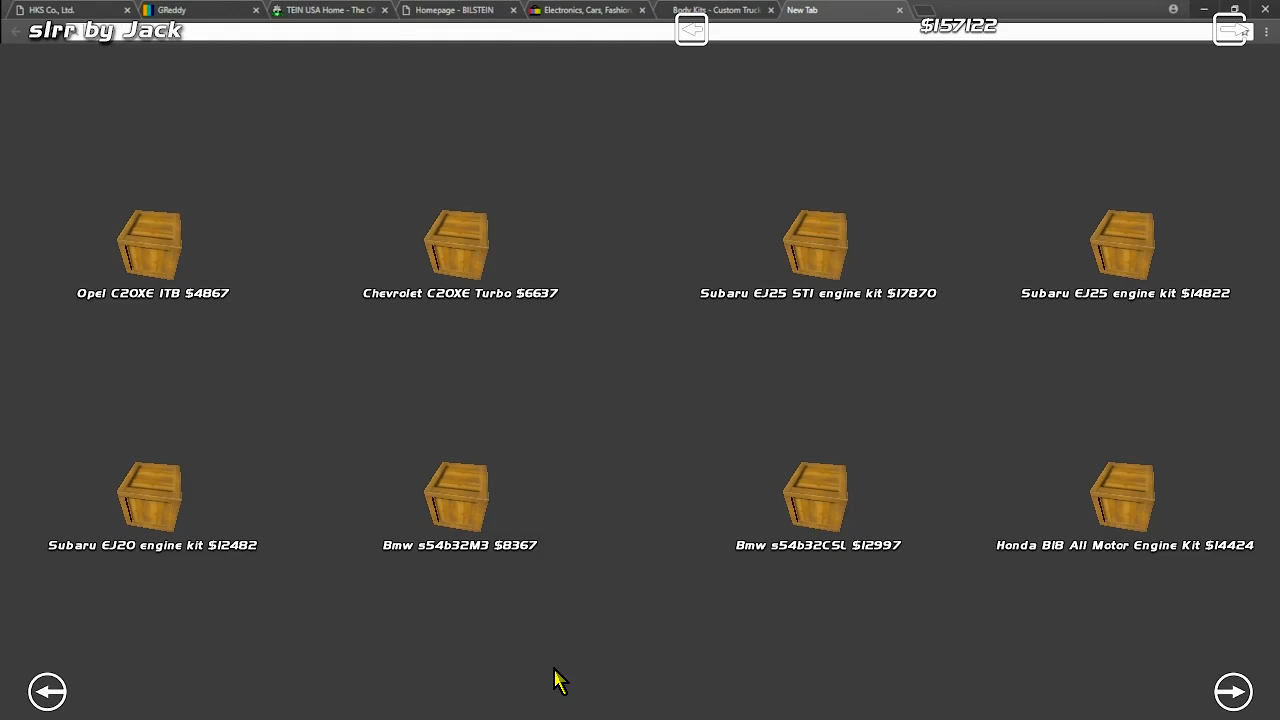 HKS Co., Ltd.
GReddy
TEIN USA Home - The Of
Homepage - BILSTEIN
Electronics, Cars, Fashion
Body Kits - Custom Truck
New Tab
slrr by Jack
$157122
Opel C20XE ITB $4867
Chevrolet C20XE Turbo $6637
Subaru EJ25 STI engine kit $17870
Subaru EJ25 engine kit $14822
Subaru EJ20 engine kit $12482
Bmw s54b32M3 $8367
Bmw s54b32CSL $12997
Honda B18 All Motor Engine Kit $14424